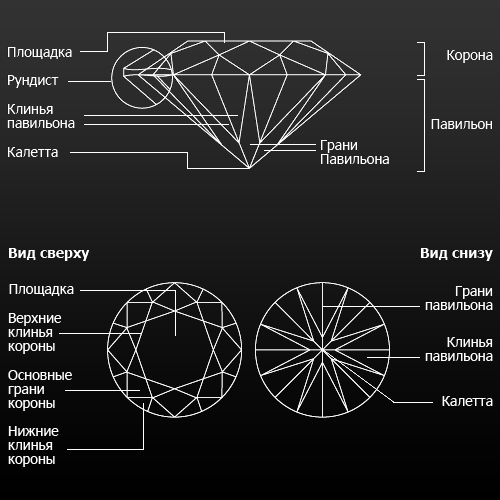 Площадка
Рундист
Клинья
павильона
Калетта
Корона
Павильон
Грани
Павильона
Вид сверху
Площадка
Верхние
клинья
короны
Основные
грани
короны
Нижние
клинья
короны
Вид снизу
Грани
павильона
Клинья
павильона
Калетта